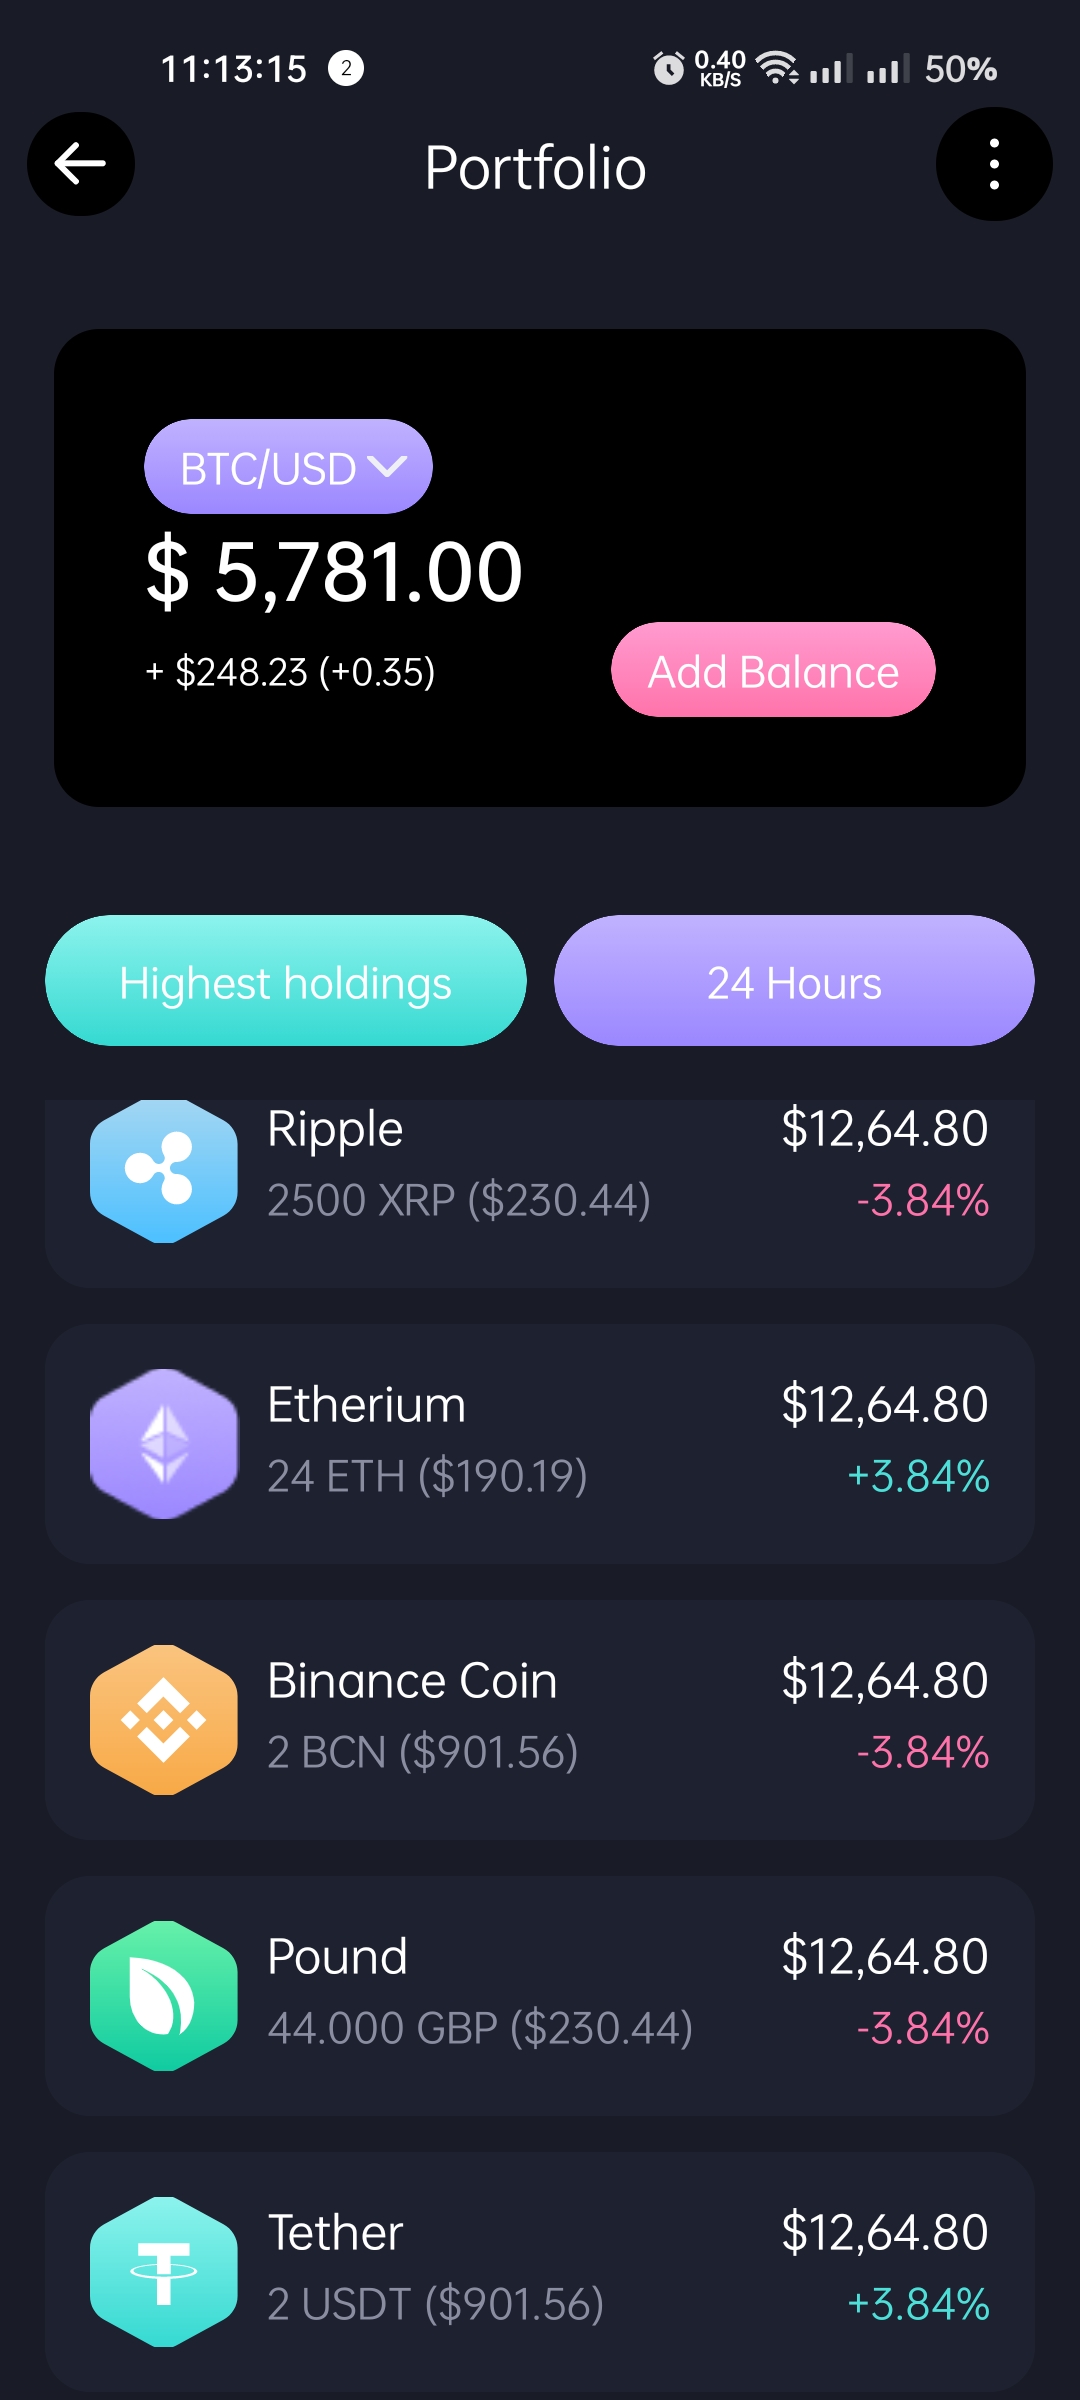 11:13:15 2 0.40 KB/S 50%
Portfolio
BTC/USD
$ 5,781.00
+ $248.23 (+0.35)
Add Balance
Highest holdings 24 Hours
Ripple $12,64.80
2500 XRP ($230.44) -3.84%
Etherium $12,64.80
24 ETH ($190.19) +3.84%
Binance Coin $12,64.80
2 BCN ($901.56) -3.84%
Pound $12,64.80
44.000 GBP ($230.44) -3.84%
Tether $12,64.80
2 USDT ($901.56) +3.84%